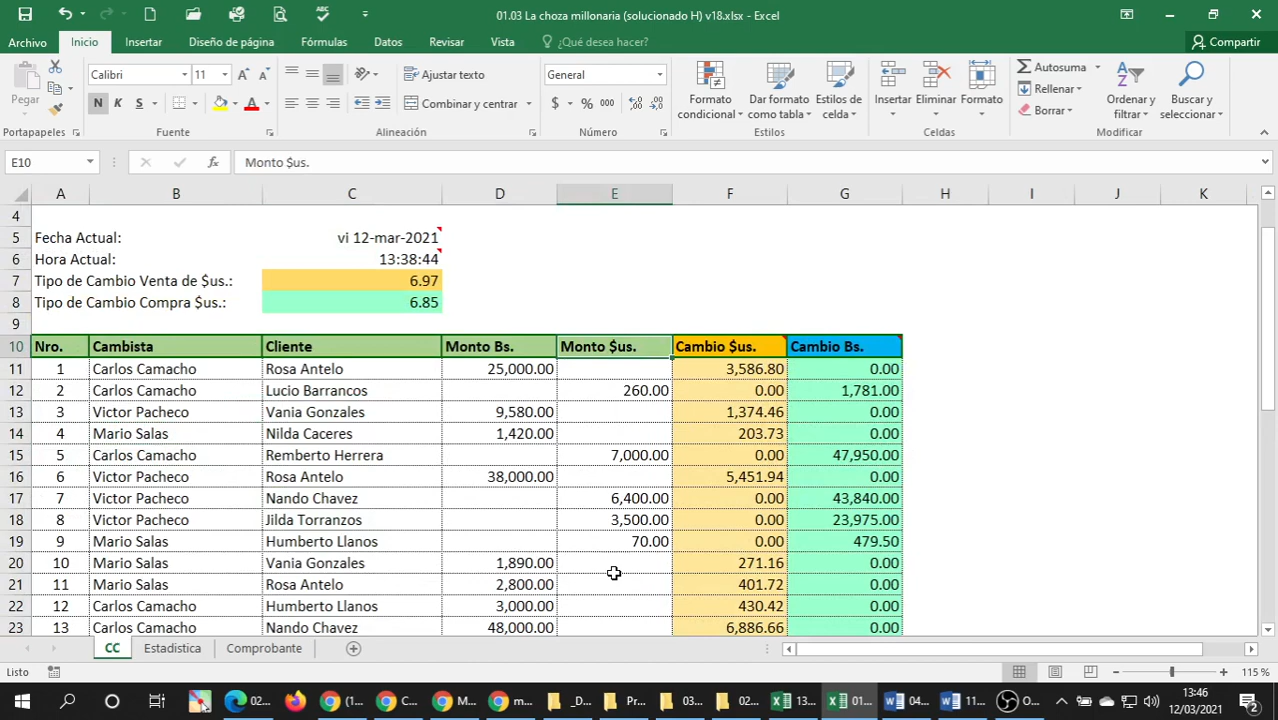 01.03 La choza millonaria (solucionado H) v18.xlsx - Excel
Archivo Inicio Insertar Diseño de página Fórmulas Datos Revisar Vista ¿Qué desea hacer? Compartir
Calibri 11 Ajustar texto General Autosuma
Pegar N K S Combinar y centrar $ % 000 Formato condicional Dar formato como tabla Estilos de celda Insertar Eliminar Formato Rellenar Borrar Ordenar y filtrar Buscar y seleccionar
Portapapeles Fuente Alineación Número Estilos Celdas Modificar
E10 fx Monto $us.
A B C D E F G H I J K
4
5 Fecha Actual: vi 12-mar-2021
6 Hora Actual: 13:38:44
7 Tipo de Cambio Venta de $us.: 6.97
8 Tipo de Cambio Compra $us.: 6.85
9
10 Nro. Cambista Cliente Monto Bs. Monto $us. Cambio $us. Cambio Bs.
11 1 Carlos Camacho Rosa Antelo 25,000.00 3,586.80 0.00
12 2 Carlos Camacho Lucio Barrancos 260.00 0.00 1,781.00
13 3 Victor Pacheco Vania Gonzales 9,580.00 1,374.46 0.00
14 4 Mario Salas Nilda Caceres 1,420.00 203.73 0.00
15 5 Carlos Camacho Remberto Herrera 7,000.00 0.00 47,950.00
16 6 Victor Pacheco Rosa Antelo 38,000.00 5,451.94 0.00
17 7 Victor Pacheco Nando Chavez 6,400.00 0.00 43,840.00
18 8 Victor Pacheco Jilda Torranzos 3,500.00 0.00 23,975.00
19 9 Mario Salas Humberto Llanos 70.00 0.00 479.50
20 10 Mario Salas Vania Gonzales 1,890.00 271.16 0.00
21 11 Mario Salas Rosa Antelo 2,800.00 401.72 0.00
22 12 Carlos Camacho Humberto Llanos 3,000.00 430.42 0.00
23 13 Carlos Camacho Nando Chavez 48,000.00 6,886.66 0.00
CC Estadistica Comprobante
Listo 115 %
02... (1... C... M... m... _D... Pr... 03... 02... 13... 01... 04... 11... O... 13:46
12/03/2021 2